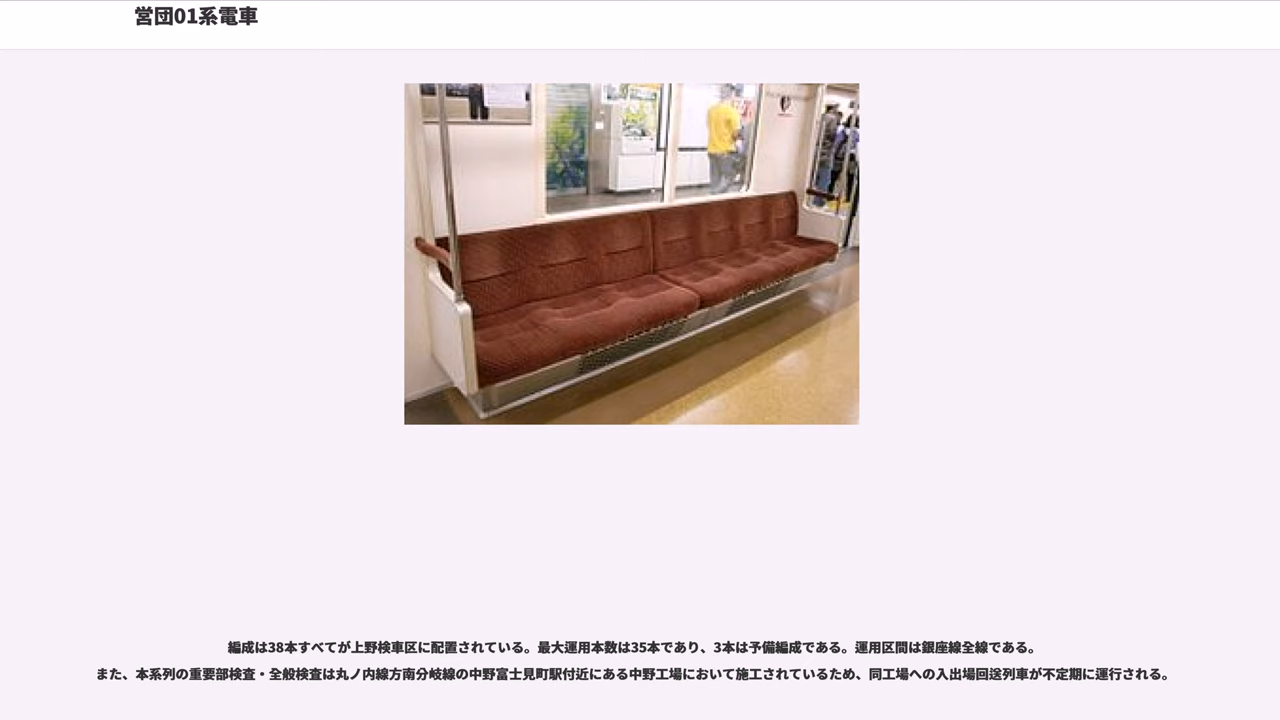 営団01系電車
編成は38本すべてが上野検車区に配置されている。最大運用本数は35本であり、3本は予備編成である。運用区間は銀座線全線である。
また、本系列の重要部検査・全般検査は丸ノ内線方南分岐線の中野富士見町駅付近にある中野工場において施工されているため、同工場への入出場回送列車が不定期に運行される。